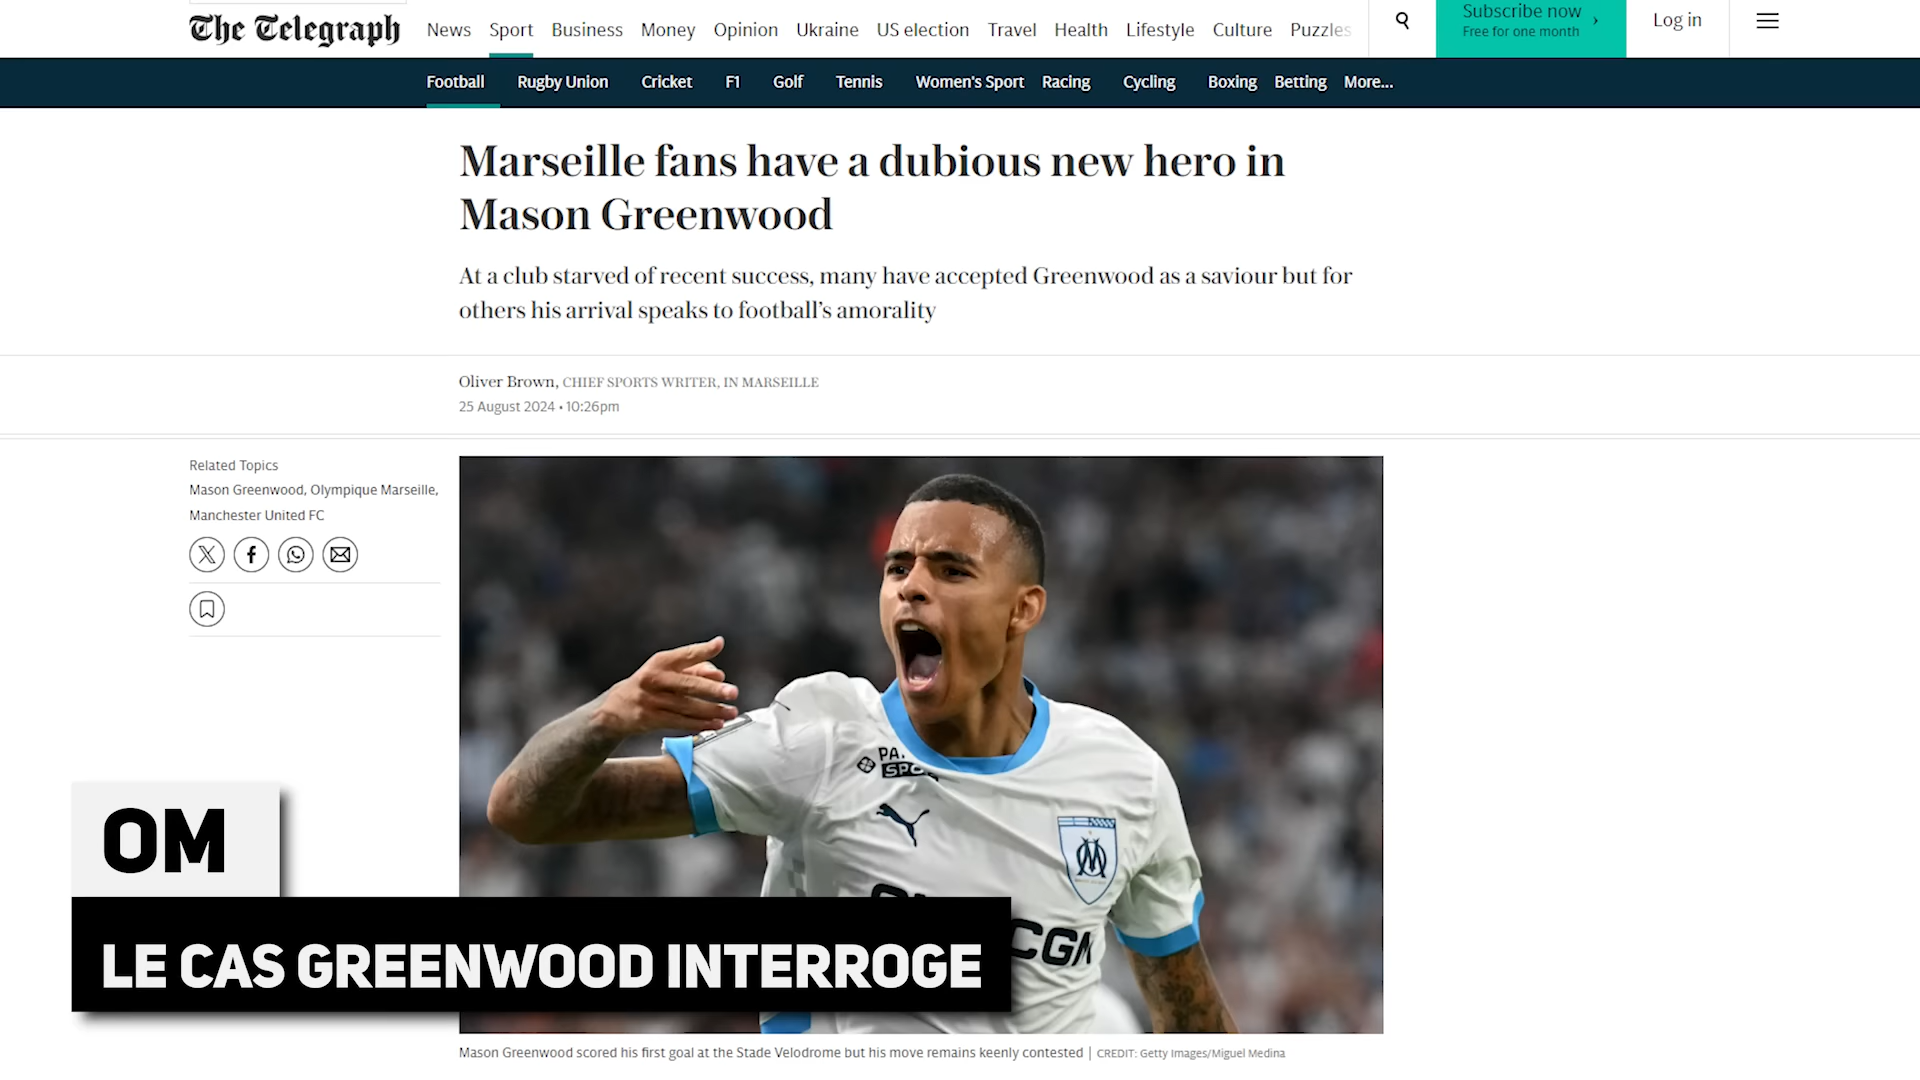 The Telegraph
News Sport Business Money Opinion Ukraine US election Travel Health Lifestyle Culture Puzzles
Subscribe now ›
Free for one month
Log in
Football Rugby Union Cricket F1 Golf Tennis Women's Sport Racing Cycling Boxing Betting More...
Marseille fans have a dubious new hero in
Mason Greenwood
At a club starved of recent success, many have accepted Greenwood as a saviour but for
others his arrival speaks to football’s amorality
Oliver Brown, CHIEF SPORTS WRITER, IN MARSEILLE
25 August 2024 • 10:26pm
Related Topics
Mason Greenwood, Olympique Marseille,
Manchester United FC
OM
LE CAS GREENWOOD INTERROGE
Mason Greenwood scored his first goal at the Stade Velodrome but his move remains keenly contested | CREDIT: Getty Images/Miguel Medina